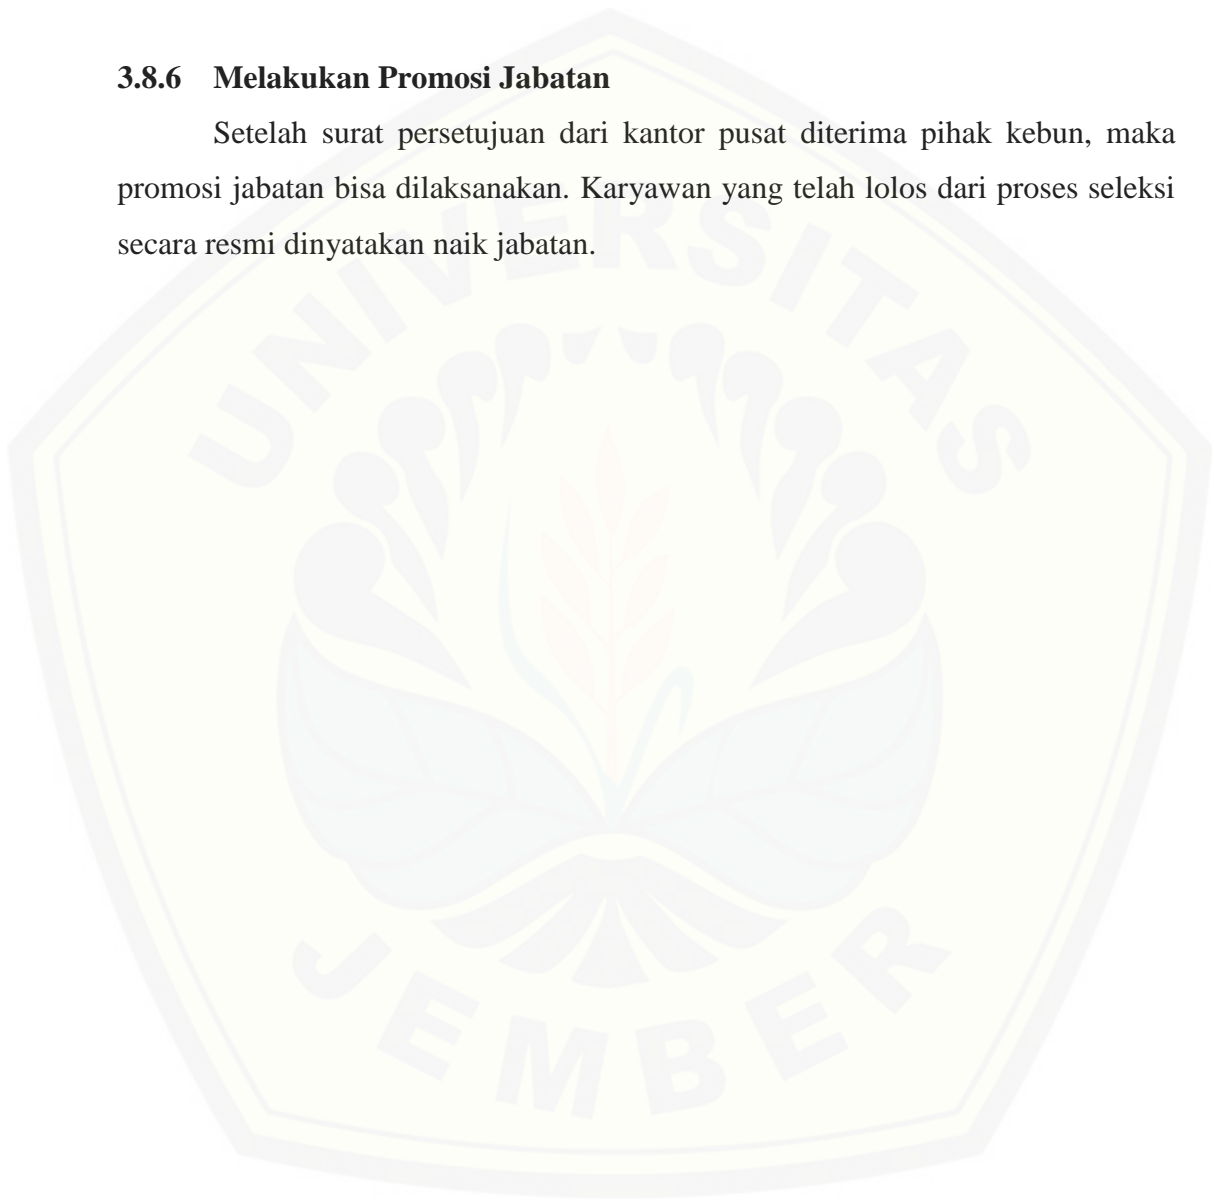 3.8.6 Melakukan Promosi Jabatan
Setelah surat persetujuan dari kantor pusat diterima pihak kebun, maka
promosi jabatan bisa dilaksanakan. Karyawan yang telah lolos dari proses seleksi
secara resmi dinyatakan naik jabatan.
UNIVERSITAS
JEMBER